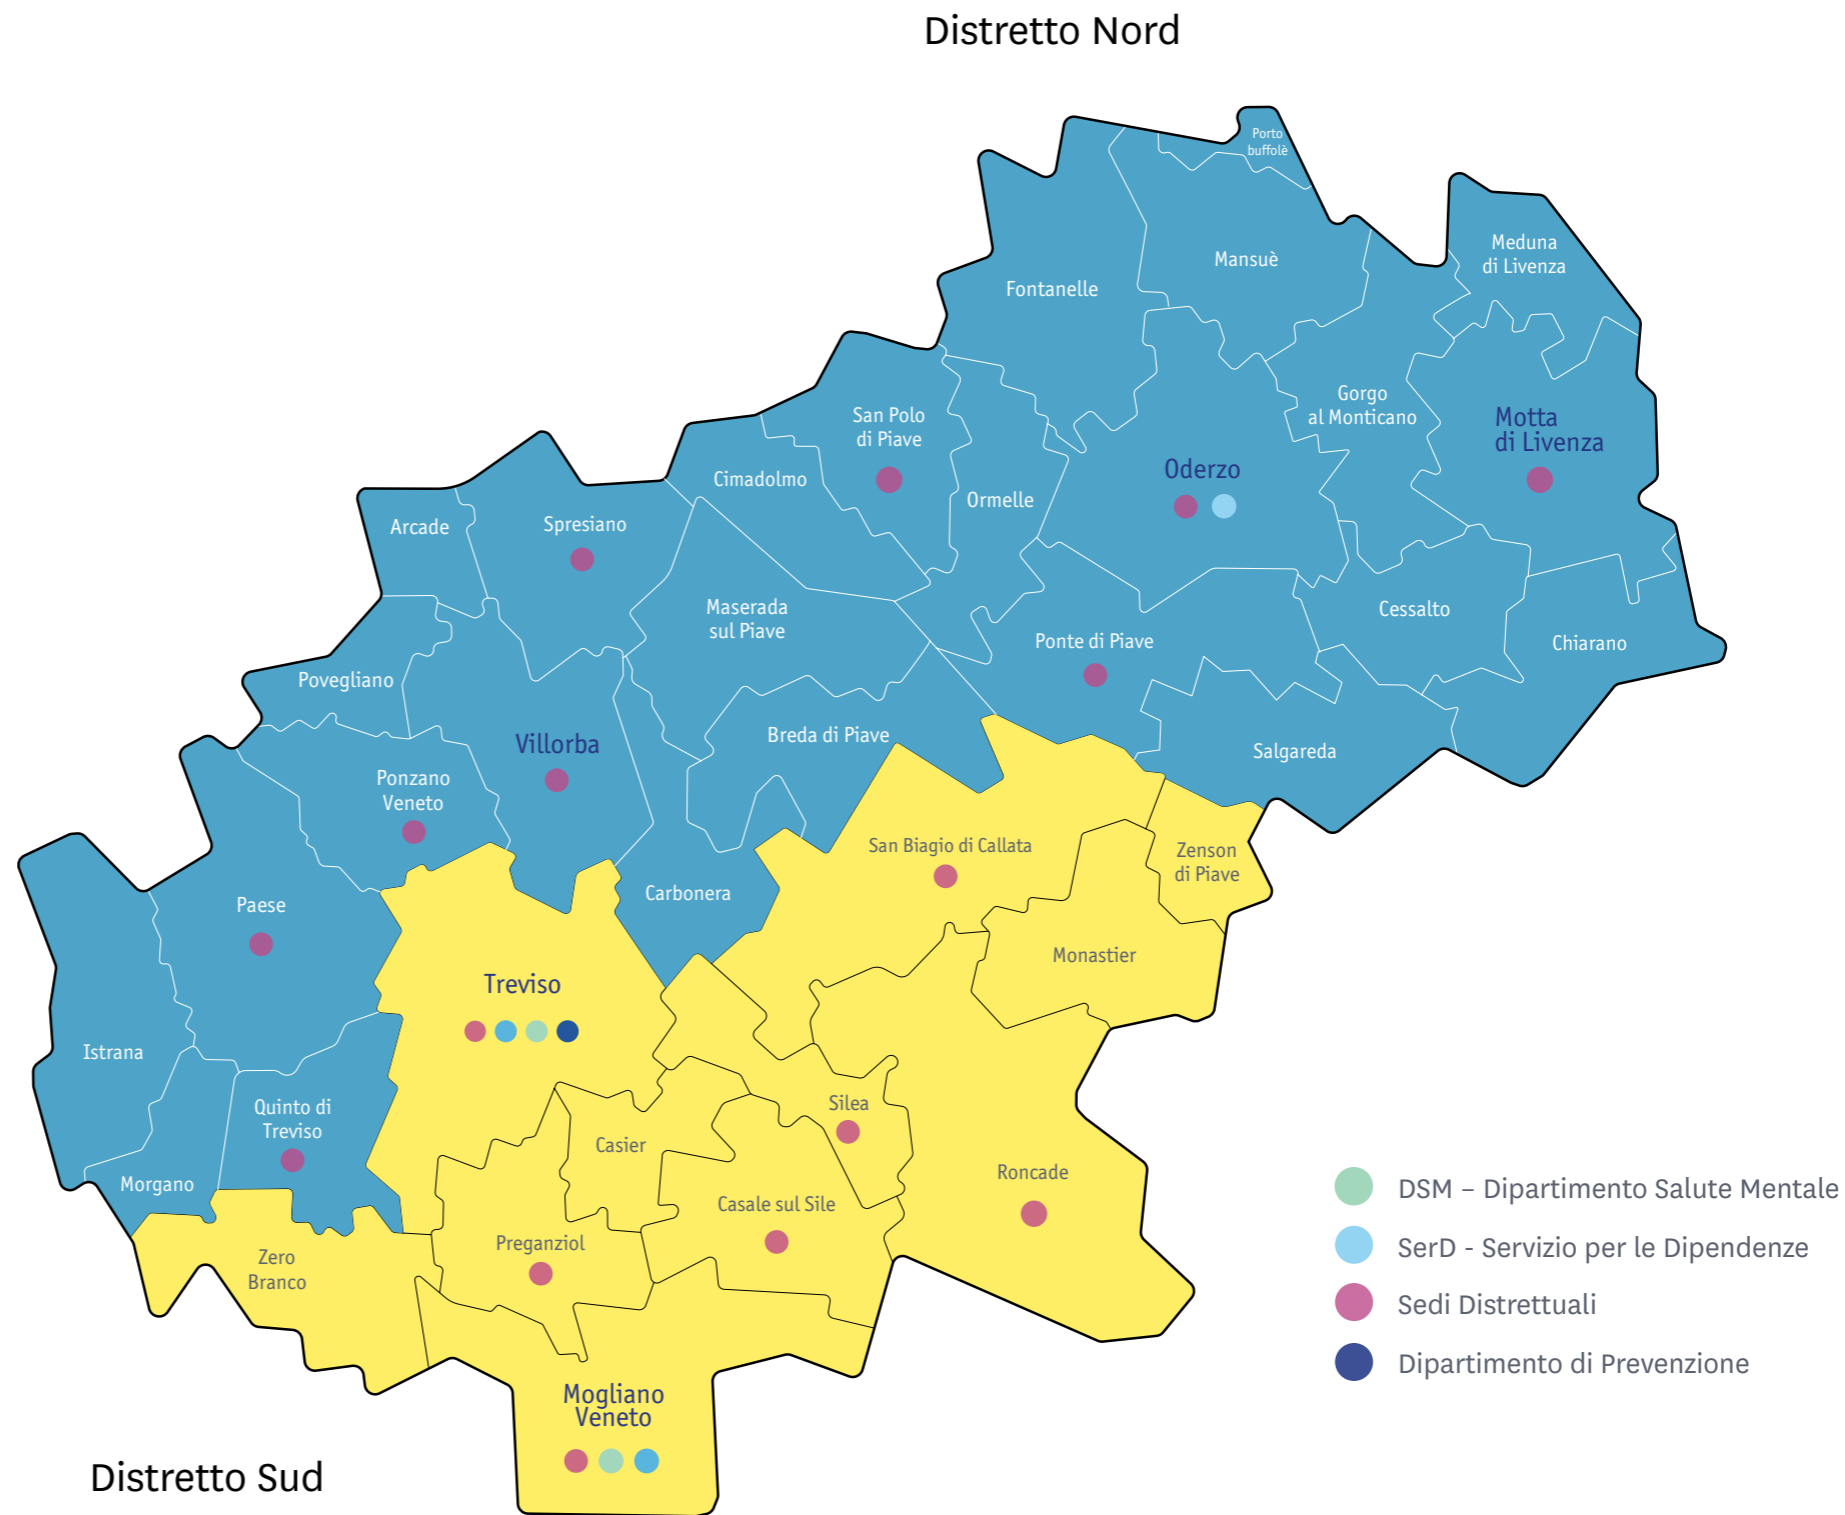 Distretto Nord
Porto
buffolè
Meduna
di Livenza
Mansuè
Fontanelle
Gorgo
al Monticano
San Polo
di Piave
Motta
di Livenza
Oderzo
Cimadolmo
Ormelle
Arcade
Spresiano
Maserada
sul Piave
Cessalto
Ponte di Piave
Chiarano
Povegliano
Villorba
Breda di Piave
Salgareda
Ponzano
Veneto
San Biagio di Callata
Zenson
di Piave
Carbonera
Paese
Monastier
Treviso
Istrana
Quinto di
Treviso
Silea
Casier
Roncade
Morgano
Casale sul Sile
Preganziol
Zero
Branco
Mogliano
Veneto
DSM – Dipartimento Salute Mentale
SerD - Servizio per le Dipendenze
Sedi Distrettuali
Dipartimento di Prevenzione
Distretto Sud